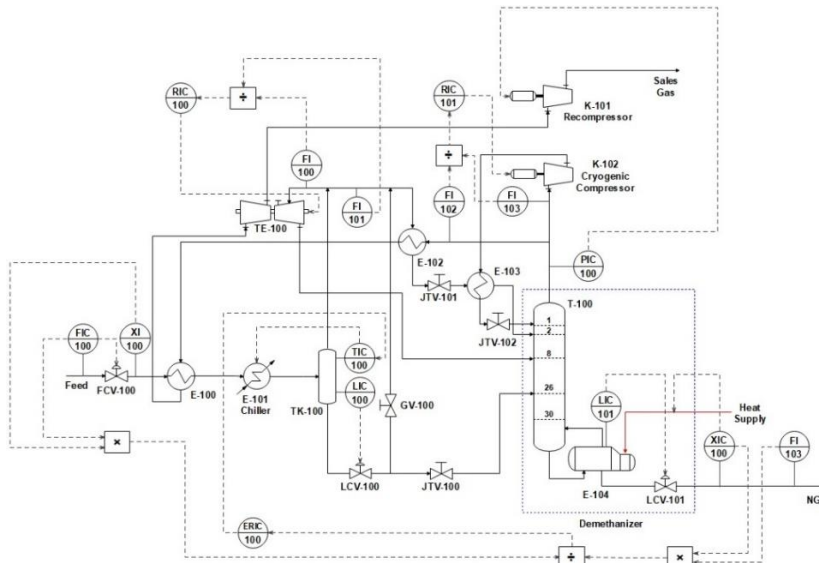 K-101
Recompressor
Sales
Gas
RIC
100
÷
RIC
101
÷
FI
100
FI
101
FI
102
FI
103
K-102
Cryogenic
Compressor
TE-100
E-102
E-103
JTV-101
JTV-102
PIC
100
T-100
1
2
8
26
30
FIC
100
XI
100
Feed
FCV-100
E-100
E-101
Chiller
TIC
100
LIC
100
TK-100
GV-100
LCV-100
JTV-100
LIC
101
Heat
Supply
XIC
100
FI
103
E-104
LCV-101
NG
Demethanizer
×
ERIC
100
÷
×